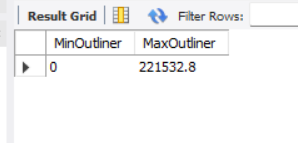 Result Grid Filter Rows:
MinOutliner MaxOutliner
0 221532.8